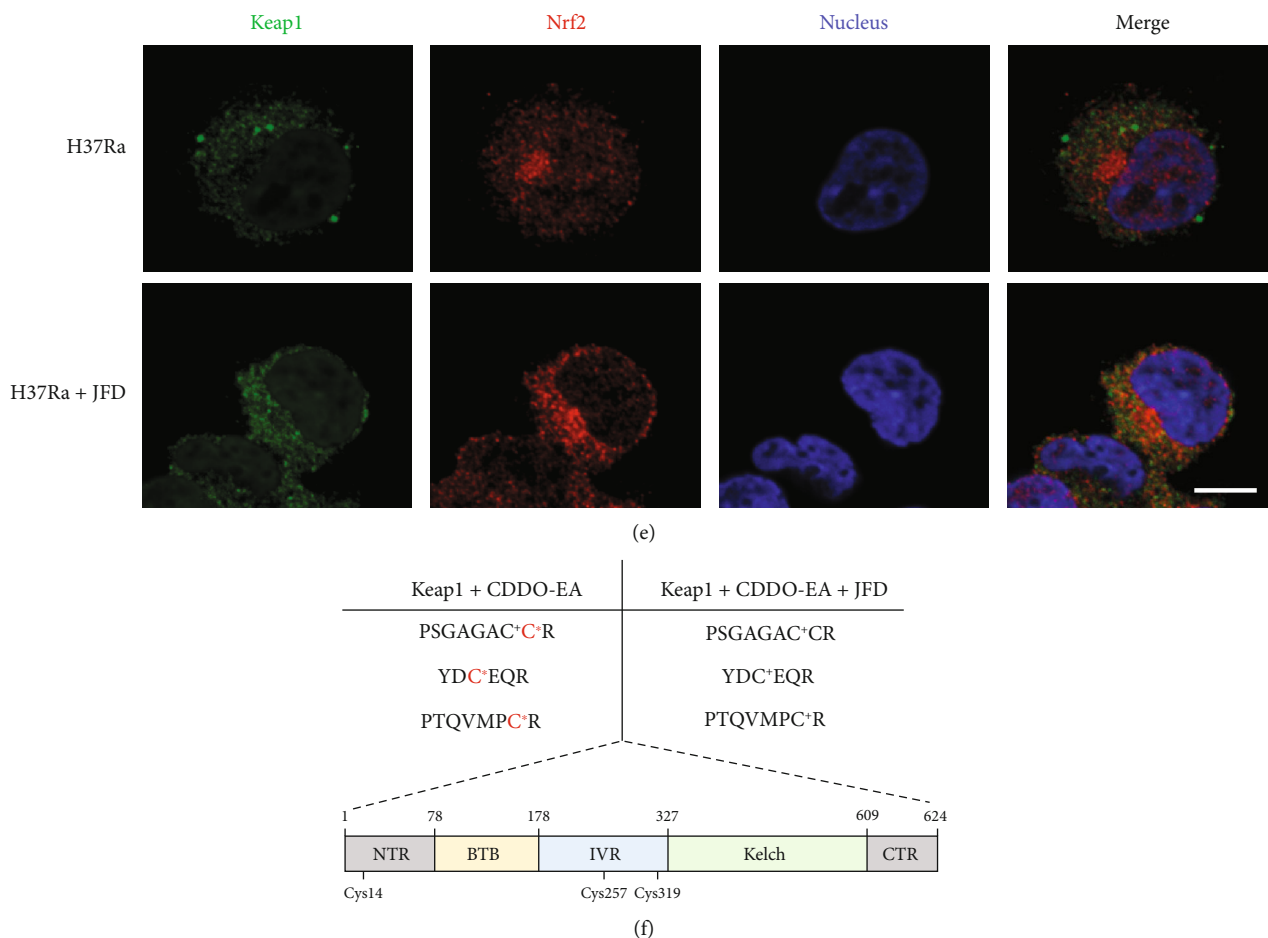 Keap1 Nrf2 Nucleus Merge
H37Ra
H37Ra + JFD
(e)
Keap1 + CDDO-EA Keap1 + CDDO-EA + JFD
PSGAGAC⁺C*R PSGAGAC⁺CR
YDC*EQR YDC⁺EQR
PTQVMPC*R PTQVMPC⁺R
1 78 178 327 609 624
NTR BTB IVR Kelch CTR
Cys14 Cys257 Cys319
(f)